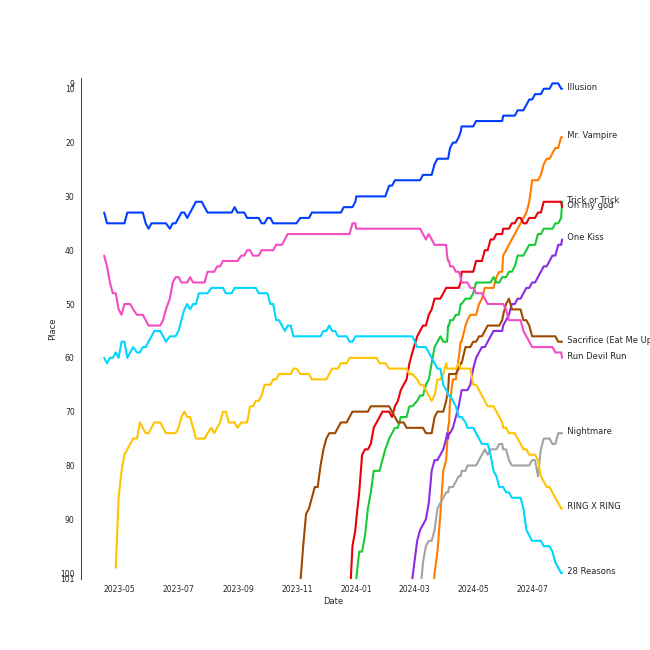 9
10
20
30
40
50
60
70
80
90
100
101
Place
2023-05 2023-07 2023-09 2023-11 2024-01 2024-03 2024-05 2024-07
Date
Illusion
Mr. Vampire
Trick or Trick
Oh my god
One Kiss
Sacrifice (Eat Me Up
Run Devil Run
Nightmare
RING X RING
28 Reasons